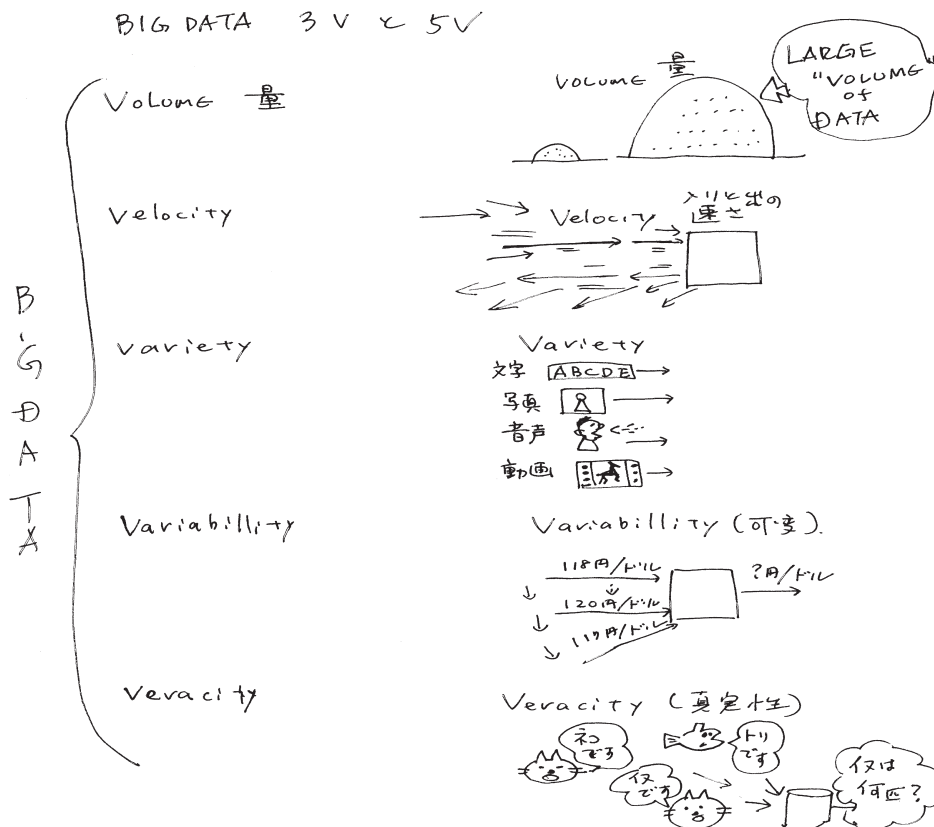 BIG DATA 3V と 5V
BIG DATA
VOLUME 量
VOLUME 量
LARGE
"VOLUME"
OF
DATA
Velocity
Velocity
入リと出の
速さ
Variety
Variety
文字 ABCDE
写真
音声
動画
Variabillity
Variabillity (可変).
118円/ドル
120円/ドル
119円/ドル
?円/ドル
Veracity
Veracity (真実性)
ネコ
です
トリ
です
イヌ
です
イヌは
何匹?